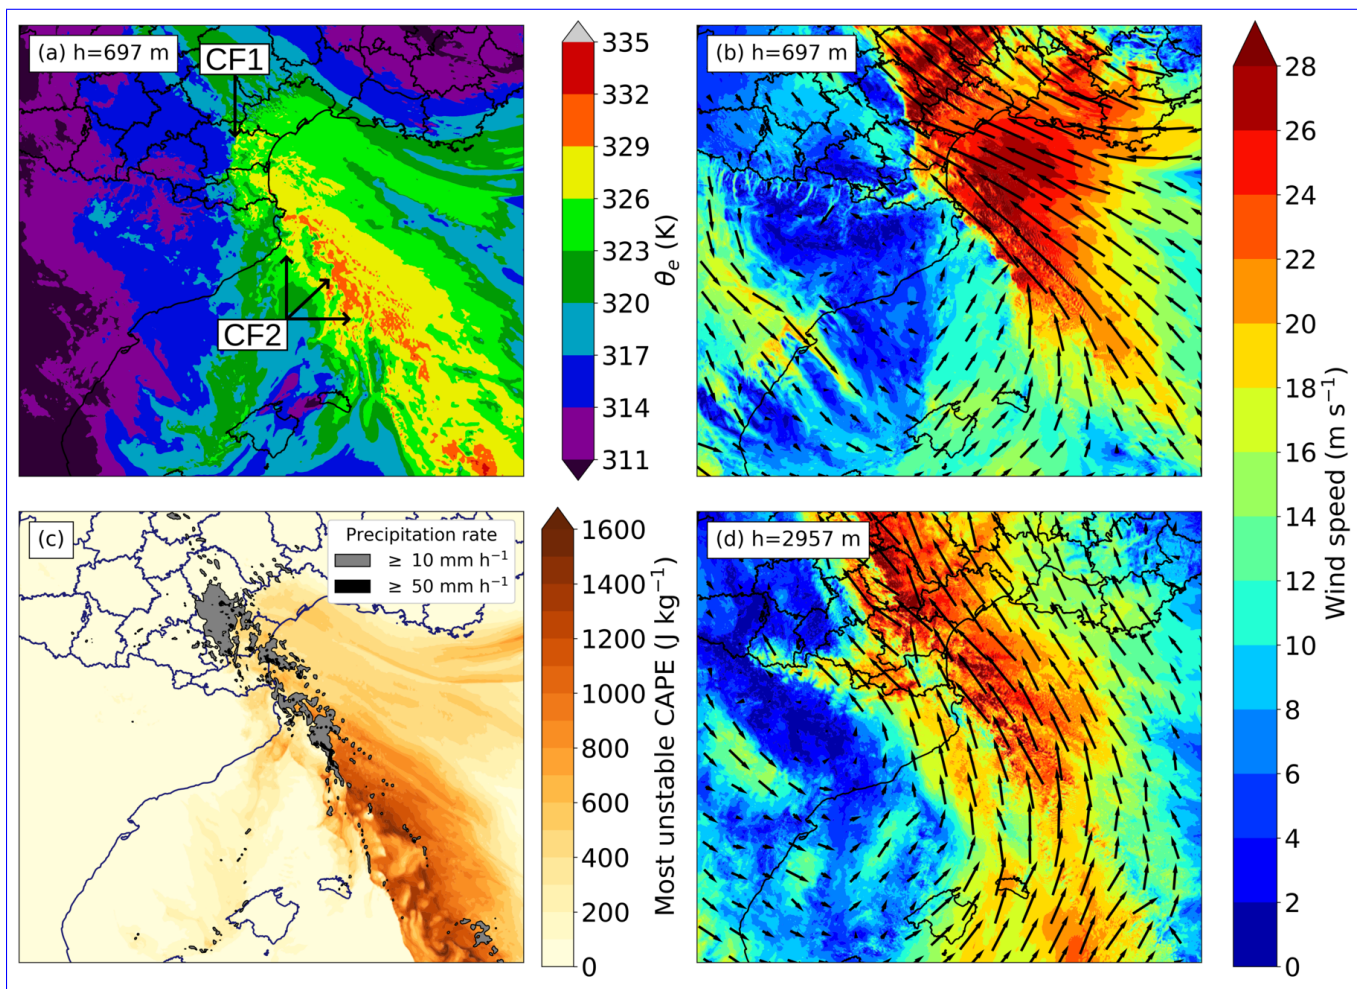 (a) h=697 m
CF1
CF2
335
332
329
326
323
320
317
314
311
θe (K)
(b) h=697 m
28
26
24
22
20
18
16
14
12
10
8
6
4
2
0
Wind speed (m s⁻¹)
(c)
Precipitation rate
≥ 10 mm h⁻¹
≥ 50 mm h⁻¹
1600
1400
1200
1000
800
600
400
200
0
Most unstable CAPE (J kg⁻¹)
(d) h=2957 m